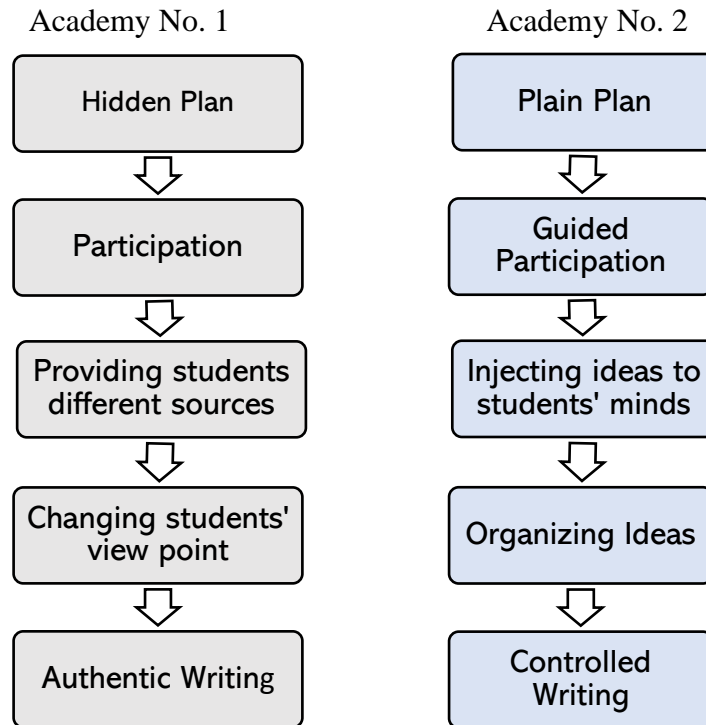 Academy No. 1
Hidden Plan
Participation
Providing students
different sources
Changing students'
view point
Authentic Writing
Academy No. 2
Plain Plan
Guided
Participation
Injecting ideas to
students' minds
Organizing Ideas
Controlled
Writing